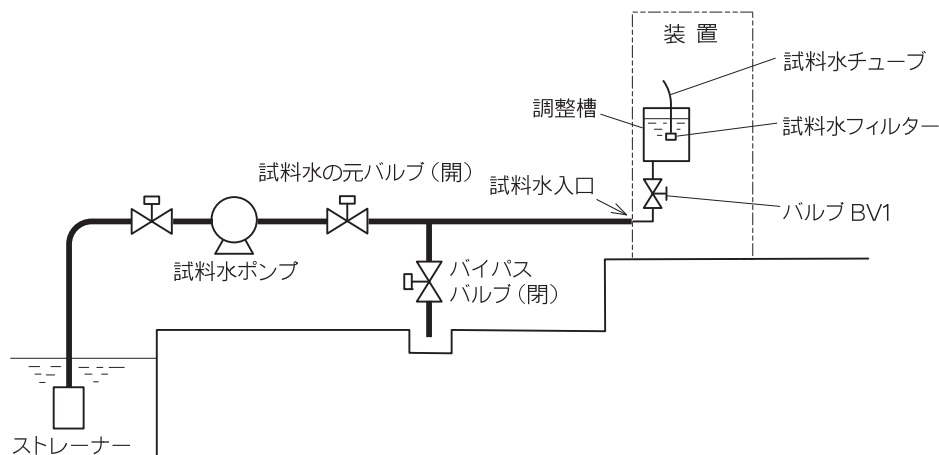 装 置
試料水チューブ
調整槽
試料水フィルター
試料水の元バルブ（開）
試料水入口
バルブ BV1
試料水ポンプ
バイパス
バルブ（閉）
ストレーナー